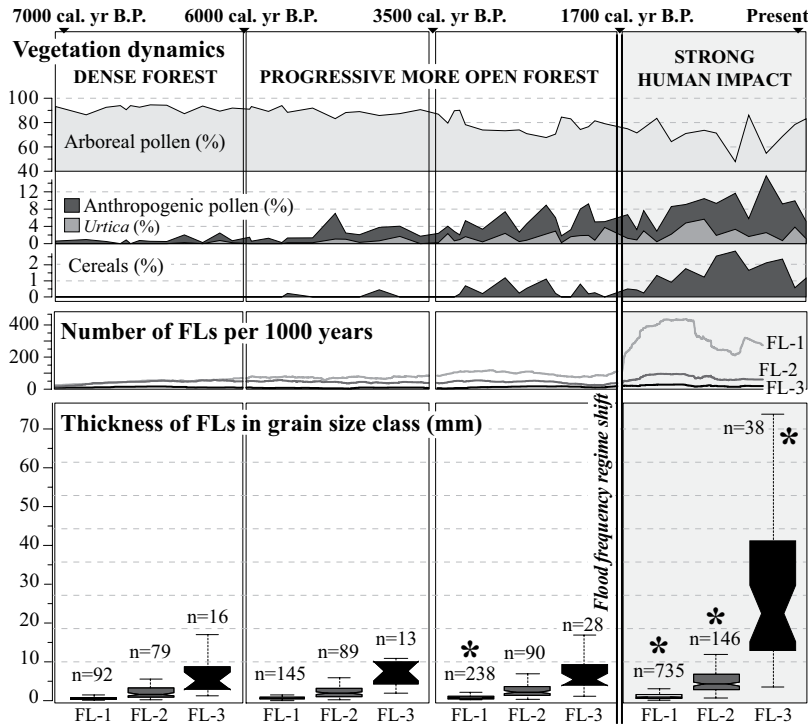 7000 cal. yr B.P. 6000 cal. yr B.P. 3500 cal. yr B.P. 1700 cal. yr B.P. Present
Vegetation dynamics
DENSE FOREST
PROGRESSIVE MORE OPEN FOREST
STRONG
HUMAN IMPACT
100
80
60
40
Arboreal pollen (%)
12
8
4
0
Anthropogenic pollen (%)
Urtica (%)
2
1
0
Cereals (%)
400
200
0
Number of FLs per 1000 years
FL-1
FL-2
FL-3
70
60
50
40
30
20
10
0
Thickness of FLs in grain size class (mm)
Flood frequency regime shift
n=92
n=79
n=16
n=145
n=89
n=13
*
n=238
n=90
n=28
*
n=735
*
n=146
n=38
*
FL-1 FL-2 FL-3 FL-1 FL-2 FL-3 FL-1 FL-2 FL-3 FL-1 FL-2 FL-3